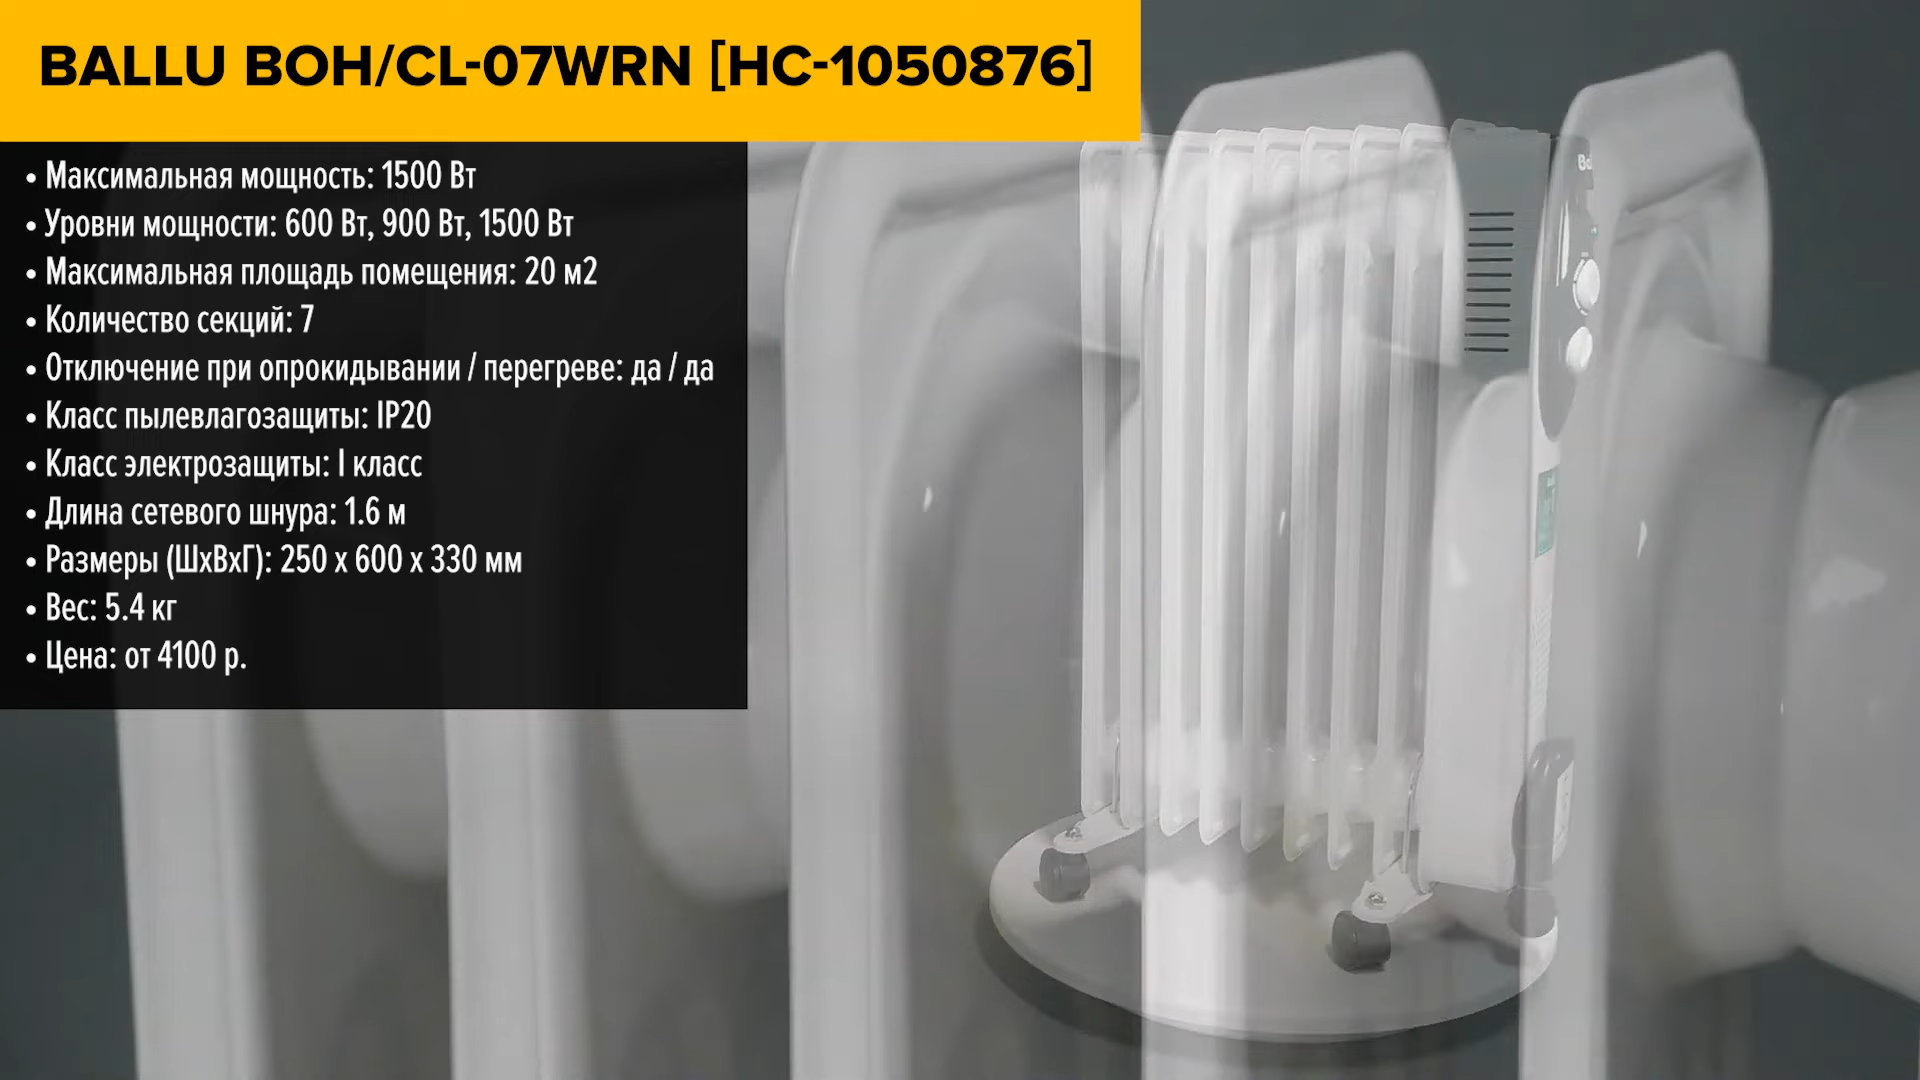 BALLU BOH/CL-07WRN [НС-1050876]
• Максимальная мощность: 1500 Вт
• Уровни мощности: 600 Вт, 900 Вт, 1500 Вт
• Максимальная площадь помещения: 20 м2
• Количество секций: 7
• Отключение при опрокидывании / перегреве: да / да
• Класс пылевлагозащиты: IP20
• Класс электрозащиты: I класс
• Длина сетевого шнура: 1.6 м
• Размеры (ШхВхГ): 250 х 600 х 330 мм
• Вес: 5.4 кг
• Цена: от 4100 р.